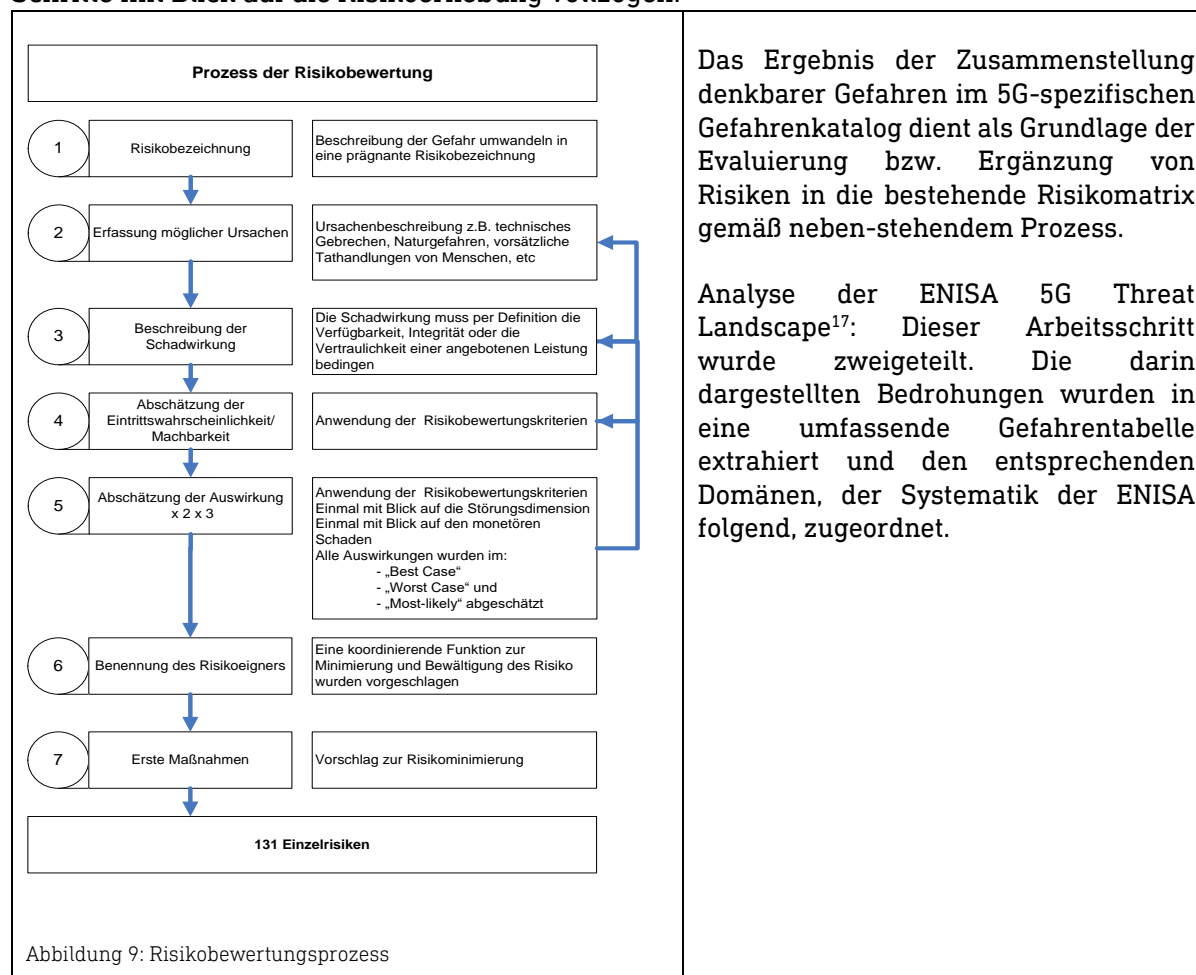 Prozess der Risikobewertung
1
Risikobezeichnung
Beschreibung der Gefahr umwandeln in
eine prägnante Risikobezeichnung
2
Erfassung möglicher Ursachen
Ursachenbeschreibung z.B. technisches
Gebrechen, Naturgefahren, vorsätzliche
Tathandlungen von Menschen, etc
3
Beschreibung der
Schadwirkung
Die Schadwirkung muss per Definition die
Verfügbarkeit, Integrität oder die
Vertraulichkeit einer angebotenen Leistung
bedingen
4
Abschätzung der
Eintrittswahrscheinlichkeit/
Machbarkeit
Anwendung der Risikobewertungskriterien
5
Abschätzung der Auswirkung
x 2 x 3
Anwendung der Risikobewertungskriterien
Einmal mit Blick auf die Störungsdimension
Einmal mit Blick auf den monetören
Schaden
Alle Auswirkungen wurden im:
- „Best Case“
- „Worst Case“ und
- „Most-likely“ abgeschätzt
6
Benennung des Risikoeigners
Eine koordinierende Funktion zur
Minimierung und Bewältigung des Risiko
wurden vorgeschlagen
7
Erste Maßnahmen
Vorschlag zur Risikominimierung
131 Einzelrisiken
Abbildung 9: Risikobewertungsprozess
Das Ergebnis der Zusammenstellung
denkbarer Gefahren im 5G-spezifischen
Gefahrenkatalog dient als Grundlage der
Evaluierung bzw. Ergänzung von
Risiken in die bestehende Risikomatrix
gemäß neben-stehendem Prozess.
Analyse der ENISA 5G Threat
Landscape17: Dieser Arbeitsschritt
wurde zweigeteilt. Die darin
dargestellten Bedrohungen wurden in
eine umfassende Gefahrentabelle
extrahiert und den entsprechenden
Domänen, der Systematik der ENISA
folgend, zugeordnet.